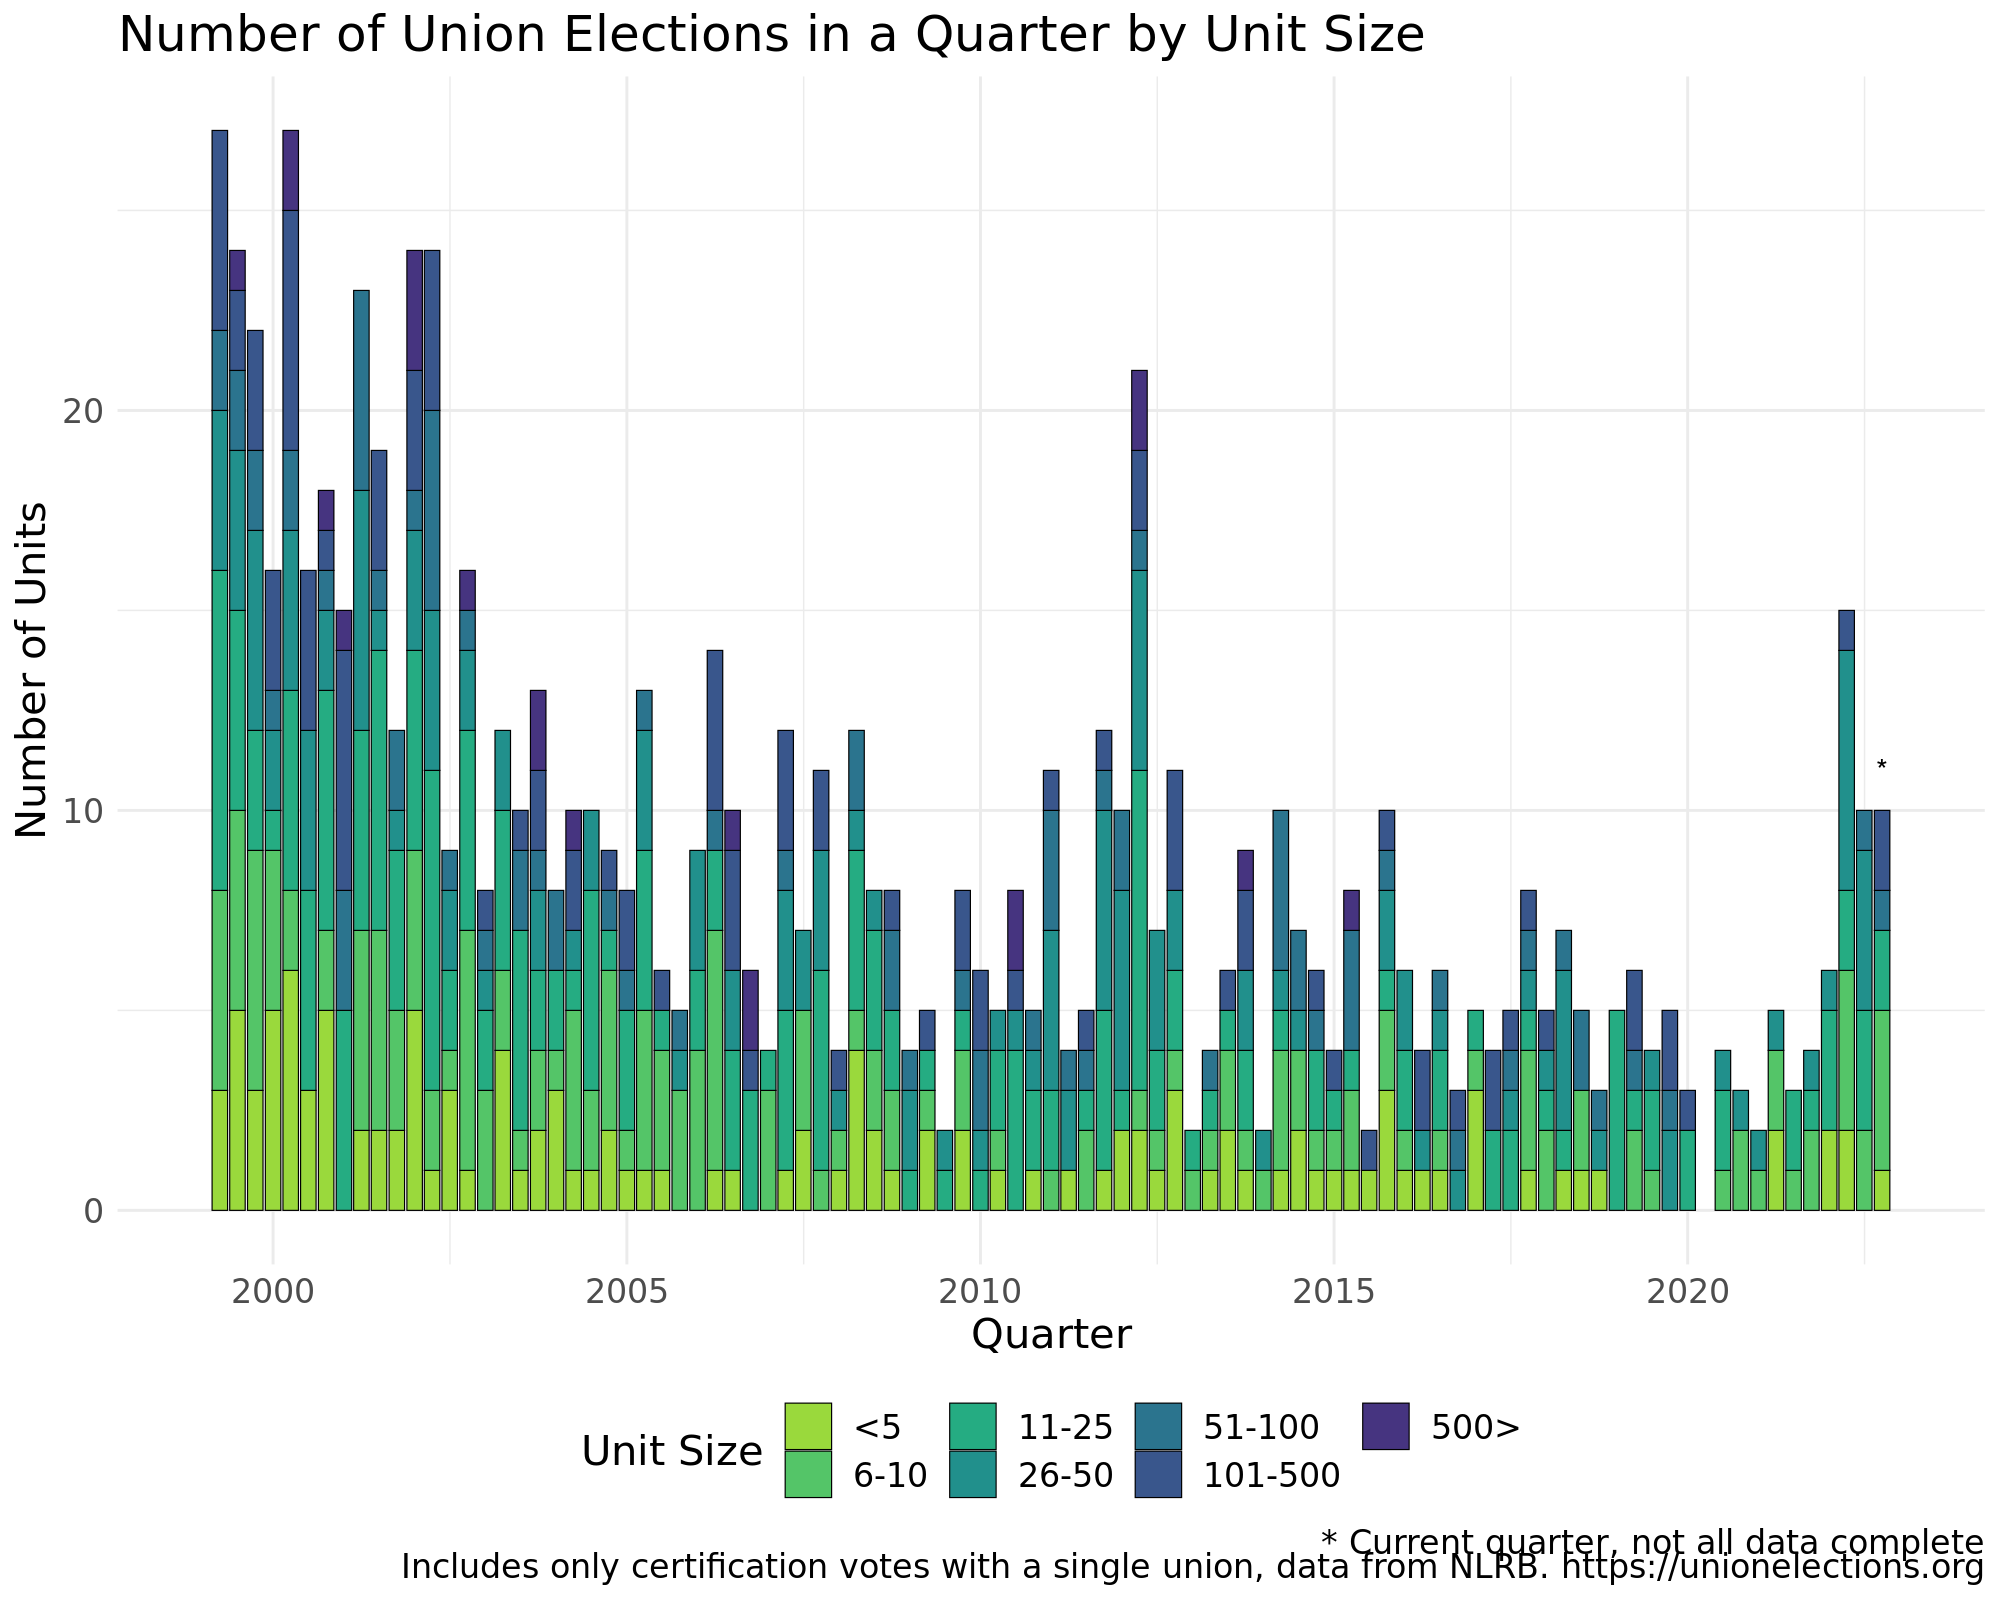 Number of Union Elections in a Quarter by Unit Size
Number of Units
20
10
0
*
2000 2005 2010 2015 2020
Quarter
Unit Size
<5 11-25 51-100 500>
6-10 26-50 101-500
* Current quarter, not all data complete
Includes only certification votes with a single union, data from NLRB. https://unionelections.org